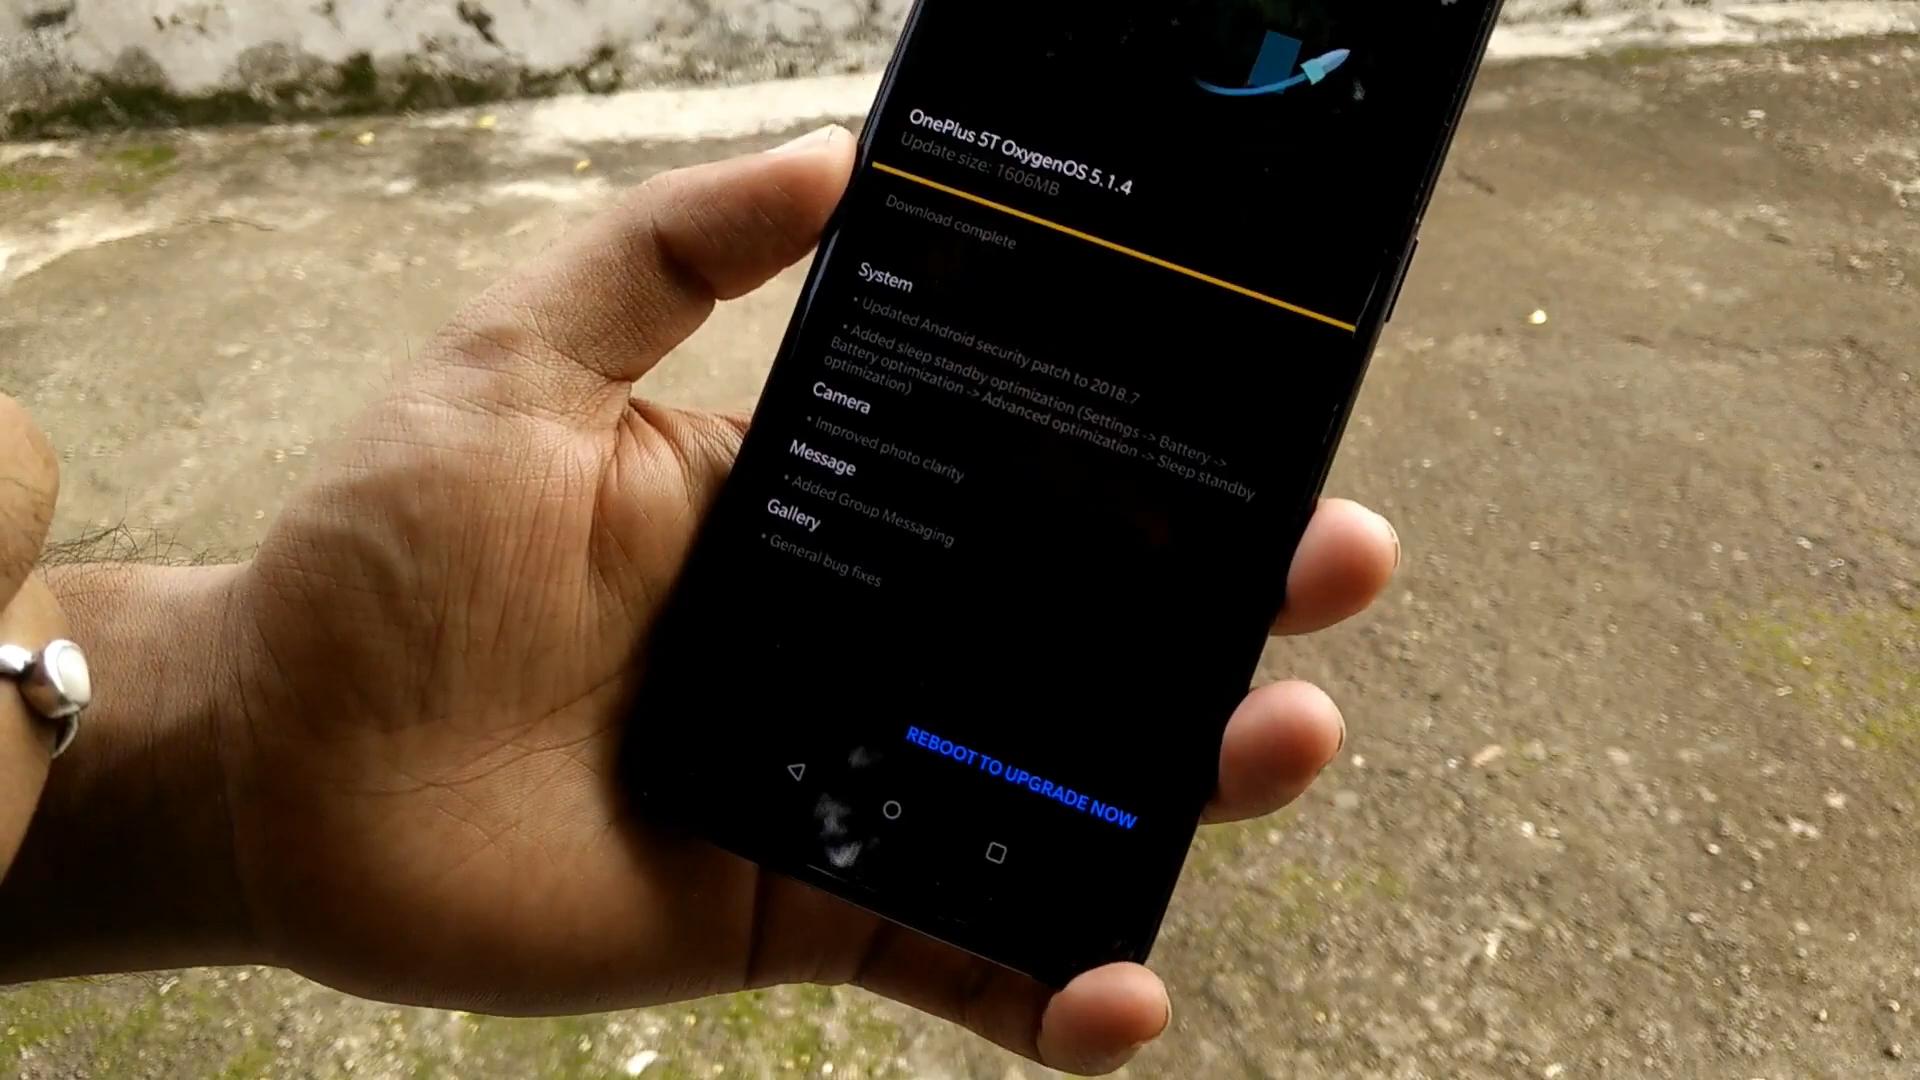 OnePlus 5T OxygenOS 5.1.4
Update size: 1606MB
Download complete
System
• Updated Android security patch to 2018.7
• Added sleep standby optimization (Settings -> Battery ->
Battery optimization -> Advanced optimization -> Sleep standby
optimization)
Camera
• Improved photo clarity
Message
• Added Group Messaging
Gallery
• General bug fixes
REBOOT TO UPGRADE NOW